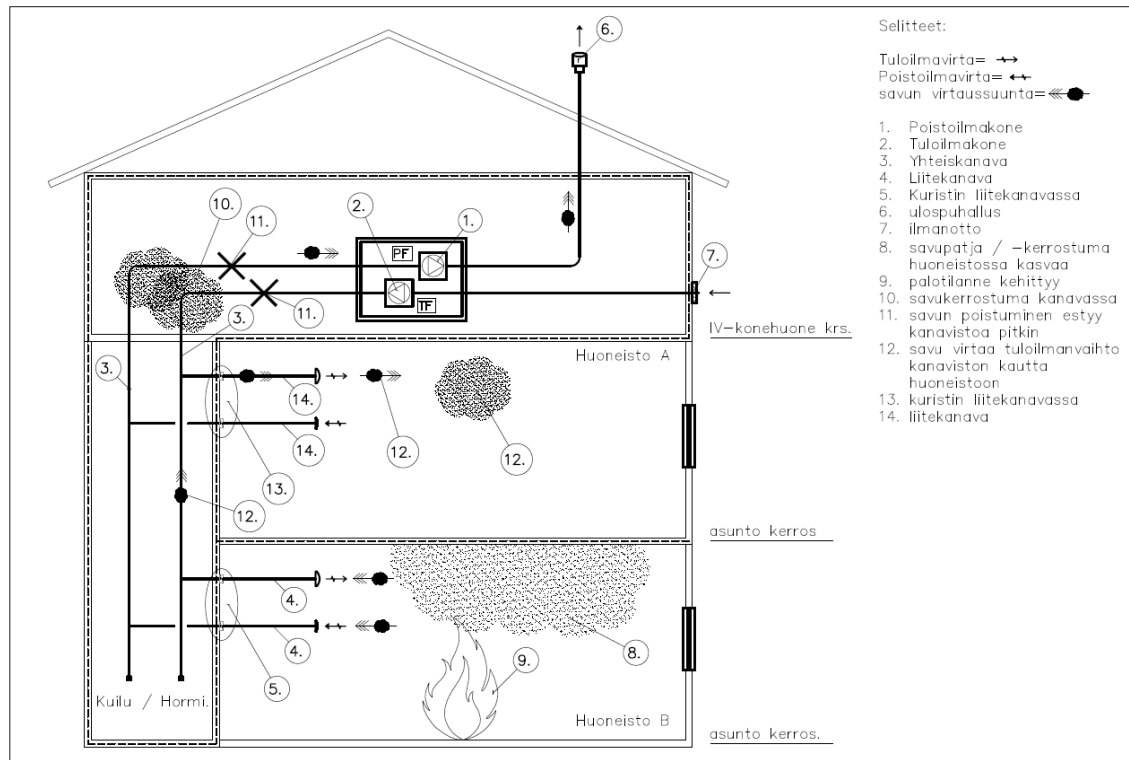 Selitteet:
Tuloilmavirta=
Poistoilmavirta=
savun virtaussuunta=
1. Poistoilmakone
2. Tuloilmakone
3. Yhteiskanava
4. Liitekanava
5. Kuristin liitekanavassa
6. ulospuhallus
7. ilmanotto
8. savupatja / -kerrostuma
huoneistossa kasvaa
9. palotilanne kehittyy
10. savukerrostuma kanavassa
11. savun poistuminen estyy
kanavistoa pitkin
12. savu virtaa tuloilmanvaihto
kanaviston kautta
huoneistoon
13. kuristin liitekanavassa
14. liitekanava
6.
10.
11.
2.
1.
PF
7.
TF
11.
3.
IV-konehuone krs.
3.
Huoneisto A
14.
14.
12.
12.
13.
12.
asunto kerros
4.
4.
5.
9.
8.
Kuilu / Hormi.
Huoneisto B
asunto kerros.